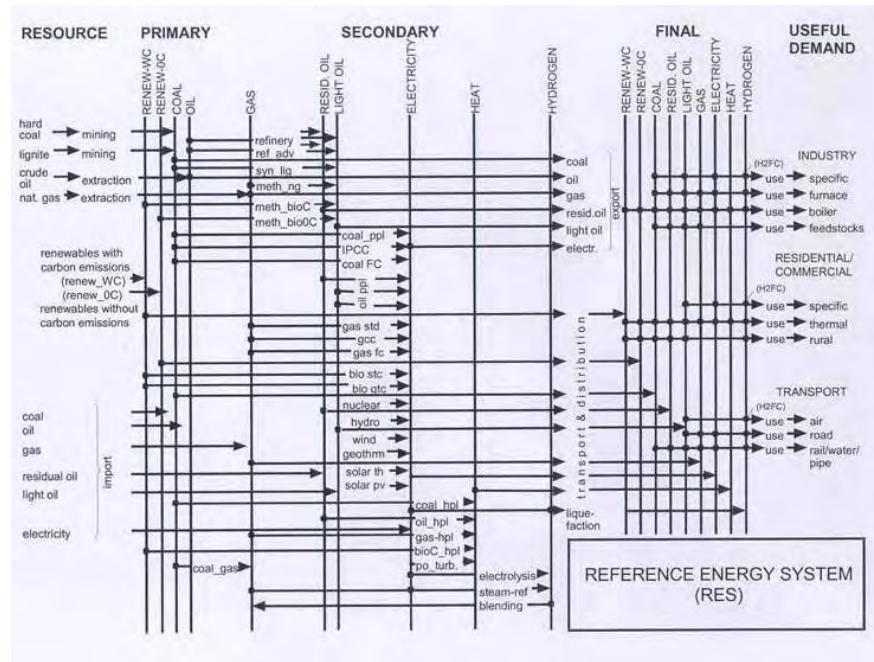 RESOURCE PRIMARY SECONDARY FINAL USEFUL DEMAND
RENEW-WC
RENEW-0C
COAL
OIL
GAS
RESID. OIL
LIGHT OIL
ELECTRICITY
HEAT
HYDROGEN
RENEW-WC
RENEW-0C
COAL
RESID. OIL
LIGHT OIL
GAS
ELECTRICITY
HEAT
HYDROGEN
hard coal mining
lignite mining
crude oil extraction
nat. gas extraction
renewables with
carbon emissions
(renew_WC)
(renew_0C)
renewables without
carbon emissions
coal
oil
gas
residual oil
light oil
electricity
import
refinery
ref_adv
syn_liq
meth_ng
meth_bioC
meth_bio0C
coal_ppl
IPCC
coal FC
oil ppl
gas std
gcc
gas fc
bio stc
bio gtc
nuclear
hydro
wind
geothrm
solar th
solar pv
coal_hpl
oil_hpl
gas-hpl
bioC_hpl
po_turb.
coal_gas
electrolysis
steam-ref
blending
coal
oil
gas
resid.oil
light oil
electr.
export
transport & distribution
lique-
faction
INDUSTRY
(H2FC)
use specific
use furnace
use boiler
use feedstocks
RESIDENTIAL/
COMMERCIAL
(H2FC)
use specific
use thermal
use rural
TRANSPORT
(H2FC)
use air
use road
use rail/water/
pipe
REFERENCE ENERGY SYSTEM
(RES)